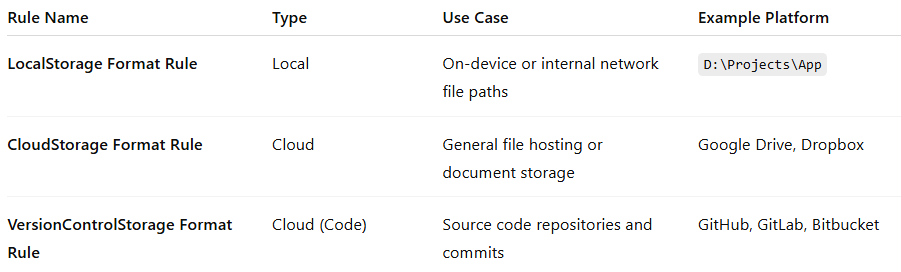 Rule Name Type Use Case Example Platform
LocalStorage Format Rule Local On-device or internal network D:\Projects\App
file paths
CloudStorage Format Rule Cloud General file hosting or Google Drive, Dropbox
document storage
VersionControlStorage Format Cloud (Code) Source code repositories and GitHub, GitLab, Bitbucket
Rule commits